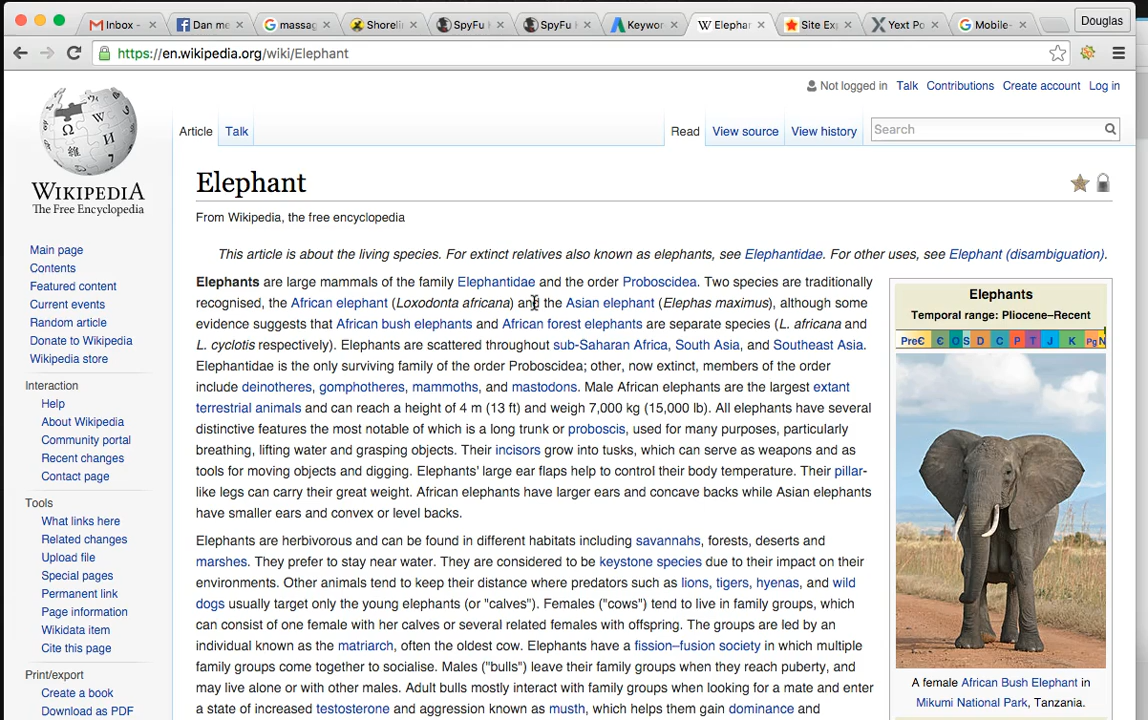 Inbox -
Dan me
massag
Shorelin
SpyFu
SpyFu
Keywor
Elephan
Site Exp
Yext Po
Mobile-
Douglas
https://en.wikipedia.org/wiki/Elephant
Not logged in Talk Contributions Create account Log in
Article Talk Read View source View history Search
WIKIPEDIA
The Free Encyclopedia
Main page
Contents
Featured content
Current events
Random article
Donate to Wikipedia
Wikipedia store
Interaction
Help
About Wikipedia
Community portal
Recent changes
Contact page
Tools
What links here
Related changes
Upload file
Special pages
Permanent link
Page information
Wikidata item
Cite this page
Print/export
Create a book
Download as PDF
Elephant
From Wikipedia, the free encyclopedia
This article is about the living species. For extinct relatives also known as elephants, see Elephantidae. For other uses, see Elephant (disambiguation).
Elephants are large mammals of the family Elephantidae and the order Proboscidea. Two species are traditionally
recognised, the African elephant (Loxodonta africana) and the Asian elephant (Elephas maximus), although some
evidence suggests that African bush elephants and African forest elephants are separate species (L. africana and
L. cyclotis respectively). Elephants are scattered throughout sub-Saharan Africa, South Asia, and Southeast Asia.
Elephantidae is the only surviving family of the order Proboscidea; other, now extinct, members of the order
include deinotheres, gomphotheres, mammoths, and mastodons. Male African elephants are the largest extant
terrestrial animals and can reach a height of 4 m (13 ft) and weigh 7,000 kg (15,000 lb). All elephants have several
distinctive features the most notable of which is a long trunk or proboscis, used for many purposes, particularly
breathing, lifting water and grasping objects. Their incisors grow into tusks, which can serve as weapons and as
tools for moving objects and digging. Elephants' large ear flaps help to control their body temperature. Their pillar-
like legs can carry their great weight. African elephants have larger ears and concave backs while Asian elephants
have smaller ears and convex or level backs.
Elephants are herbivorous and can be found in different habitats including savannahs, forests, deserts and
marshes. They prefer to stay near water. They are considered to be keystone species due to their impact on their
environments. Other animals tend to keep their distance where predators such as lions, tigers, hyenas, and wild
dogs usually target only the young elephants (or "calves"). Females ("cows") tend to live in family groups, which
can consist of one female with her calves or several related females with offspring. The groups are led by an
individual known as the matriarch, often the oldest cow. Elephants have a fission–fusion society in which multiple
family groups come together to socialise. Males ("bulls") leave their family groups when they reach puberty, and
may live alone or with other males. Adult bulls mostly interact with family groups when looking for a mate and enter
a state of increased testosterone and aggression known as musth, which helps them gain dominance and
Elephants
Temporal range: Pliocene–Recent
PreЄ Є O S D C P T J K Pg N
A female African Bush Elephant in
Mikumi National Park, Tanzania.